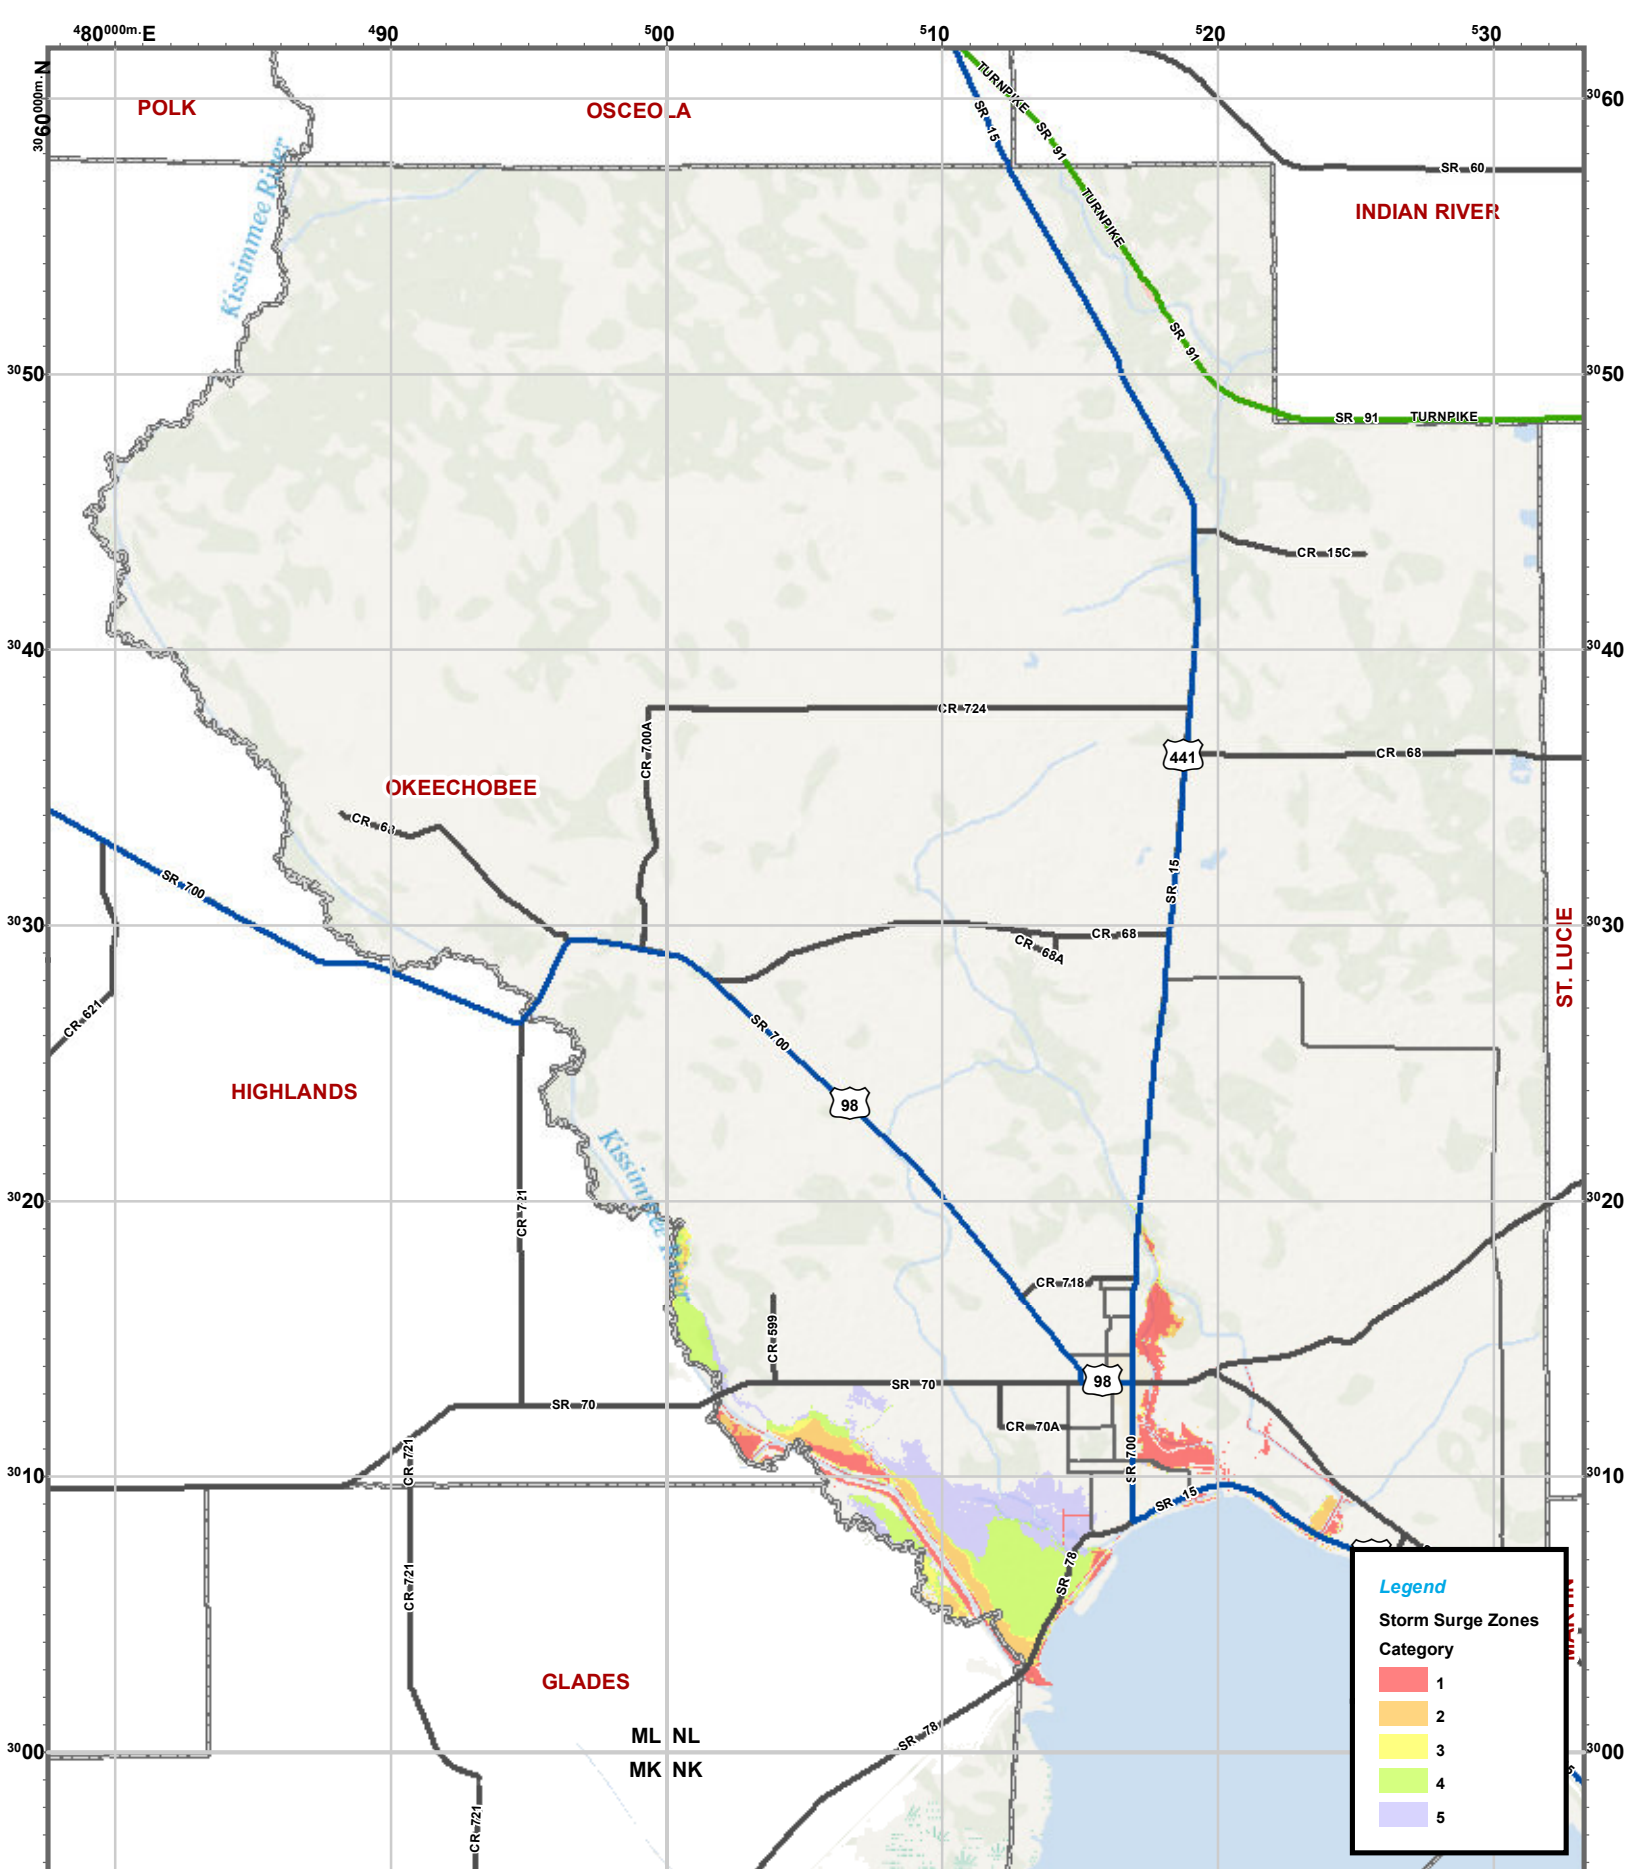 480000m.E 490 500 510 520 530
3060000m.N
POLK
OSCEOLA
TURNPIKE
SR 15
SR 91
3060
SR 60
Kissimmee River
TURNPIKE
INDIAN RIVER
SR 91
3050
3050
SR 91 TURNPIKE
CR 15C
3040
3040
CR 724
CR 700A
441
CR 68
OKEECHOBEE
CR 68
SR 700
SR 15
3030
3030
CR 68
CR 68A
ST. LUCIE
CR 621
SR 700
HIGHLANDS
98
3020
3020
CR 721
CR 718
CR 599
SR 70
98
SR 70
CR 70A
CR 721
SR 700
3010
3010
SR 15
SR 78
CR 721
Legend
Storm Surge Zones
Category
1
2
3
4
5
GLADES
SR 78
ML NL
MK NK
3000
3000
CR 721